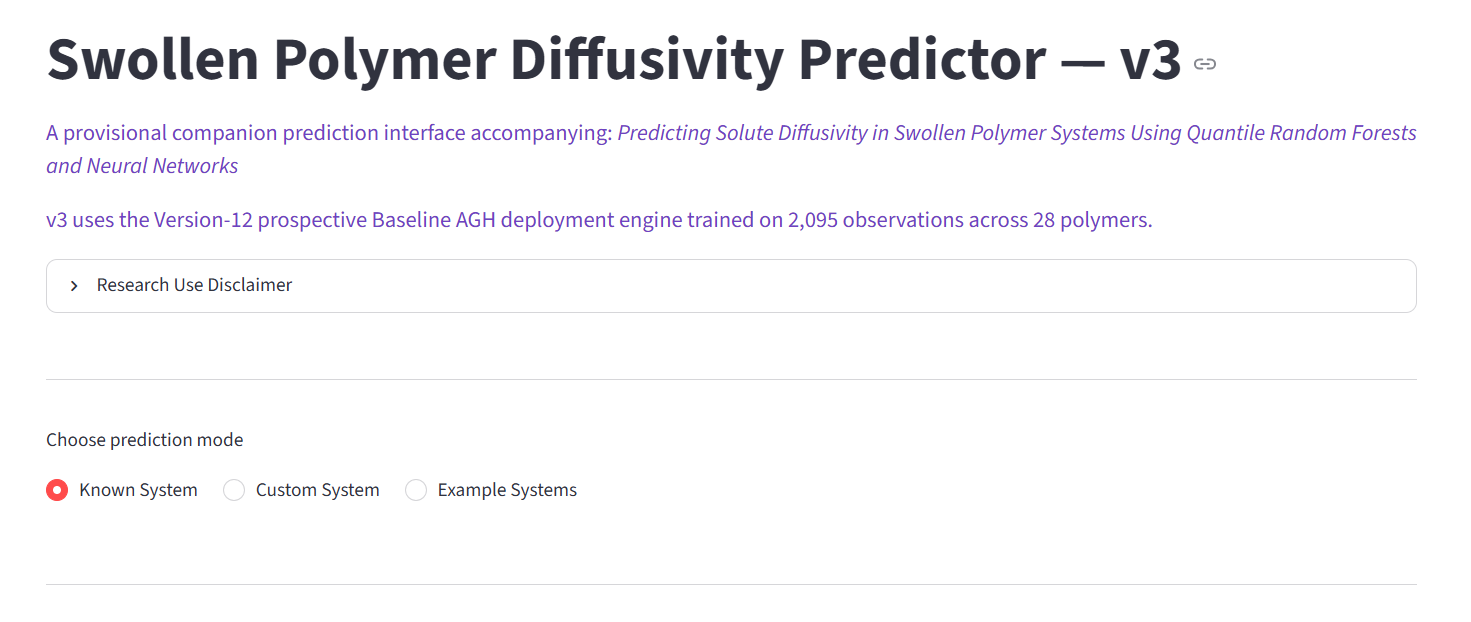 Swollen Polymer Diffusivity Predictor — v3
A provisional companion prediction interface accompanying: Predicting Solute Diffusivity in Swollen Polymer Systems Using Quantile Random Forests
and Neural Networks
v3 uses the Version-12 prospective Baseline AGH deployment engine trained on 2,095 observations across 28 polymers.
Research Use Disclaimer
Choose prediction mode
Known System Custom System Example Systems